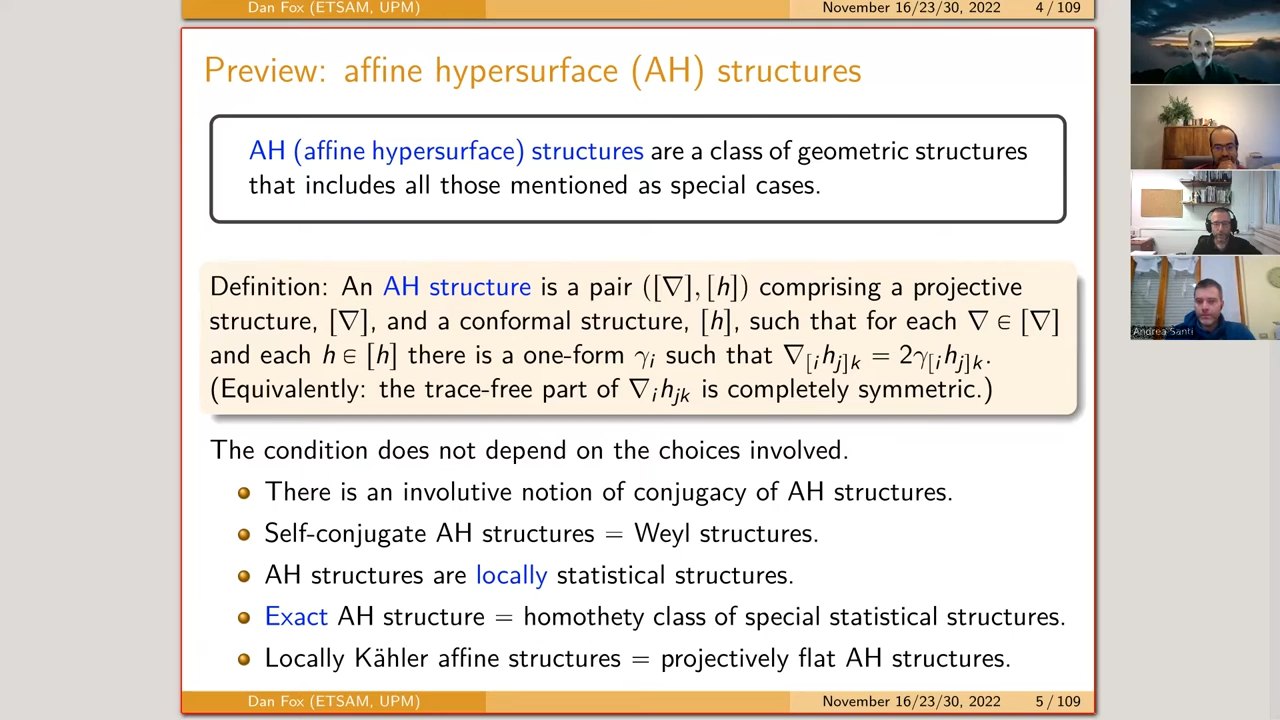 Dan Fox (ETSAM, UPM) November 16/23/30, 2022 4 / 109
Preview: affine hypersurface (AH) structures
AH (affine hypersurface) structures are a class of geometric structures
that includes all those mentioned as special cases.
Definition: An AH structure is a pair ([∇], [h]) comprising a projective
structure, [∇], and a conformal structure, [h], such that for each ∇ ∈ [∇]
and each h ∈ [h] there is a one-form γᵢ such that ∇_{[i}h_{j]k} = 2γ_{[i}h_{j]k}.
(Equivalently: the trace-free part of ∇ᵢh_{jk} is completely symmetric.)
The condition does not depend on the choices involved.
There is an involutive notion of conjugacy of AH structures.
Self-conjugate AH structures = Weyl structures.
AH structures are locally statistical structures.
Exact AH structure = homothety class of special statistical structures.
Locally Kähler affine structures = projectively flat AH structures.
Dan Fox (ETSAM, UPM) November 16/23/30, 2022 5 / 109
Andrea Santi